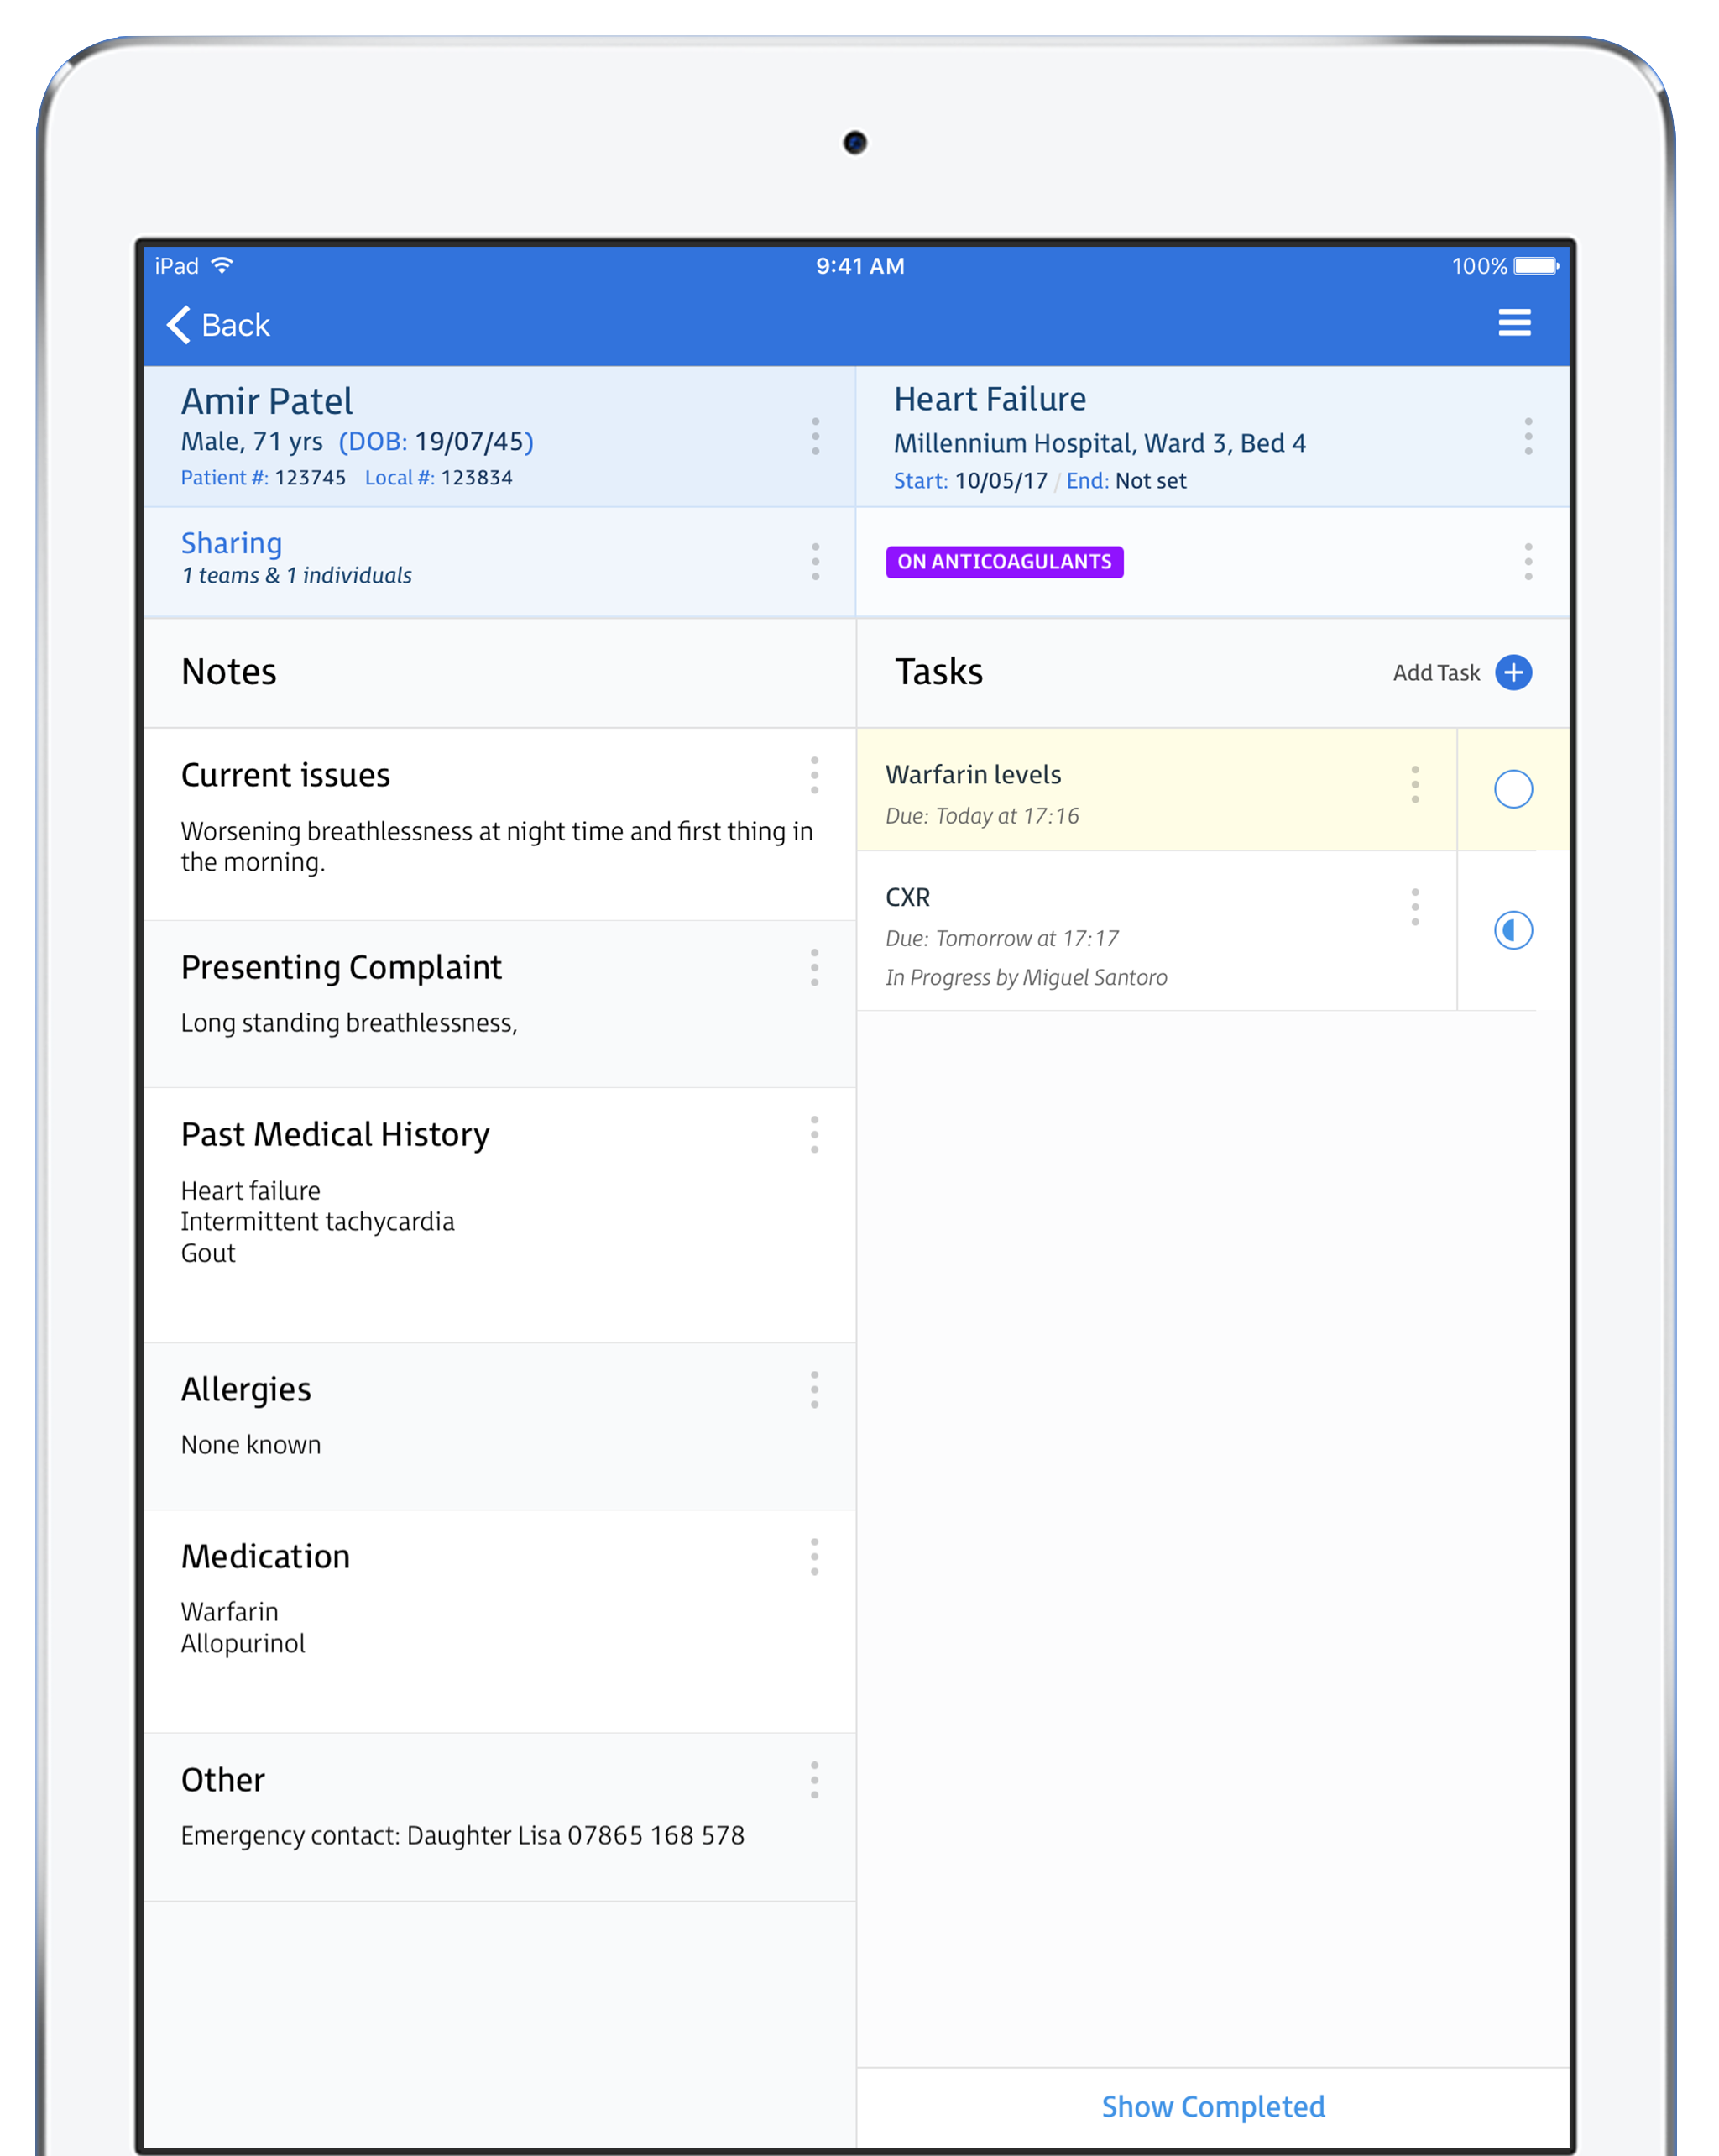 iPad
9:41 AM
100%
Back
Amir Patel
Male, 71 yrs (DOB: 19/07/45)
Patient #: 123745 Local #: 123834
Heart Failure
Millennium Hospital, Ward 3, Bed 4
Start: 10/05/17 / End: Not set
Sharing
1 teams & 1 individuals
ON ANTICOAGULANTS
Notes
Current issues
Worsening breathlessness at night time and first thing in
the morning.
Presenting Complaint
Long standing breathlessness,
Past Medical History
Heart failure
Intermittent tachycardia
Gout
Allergies
None known
Medication
Warfarin
Allopurinol
Other
Emergency contact: Daughter Lisa 07865 168 578
Tasks
Add Task
Warfarin levels
Due: Today at 17:16
CXR
Due: Tomorrow at 17:17
In Progress by Miguel Santoro
Show Completed